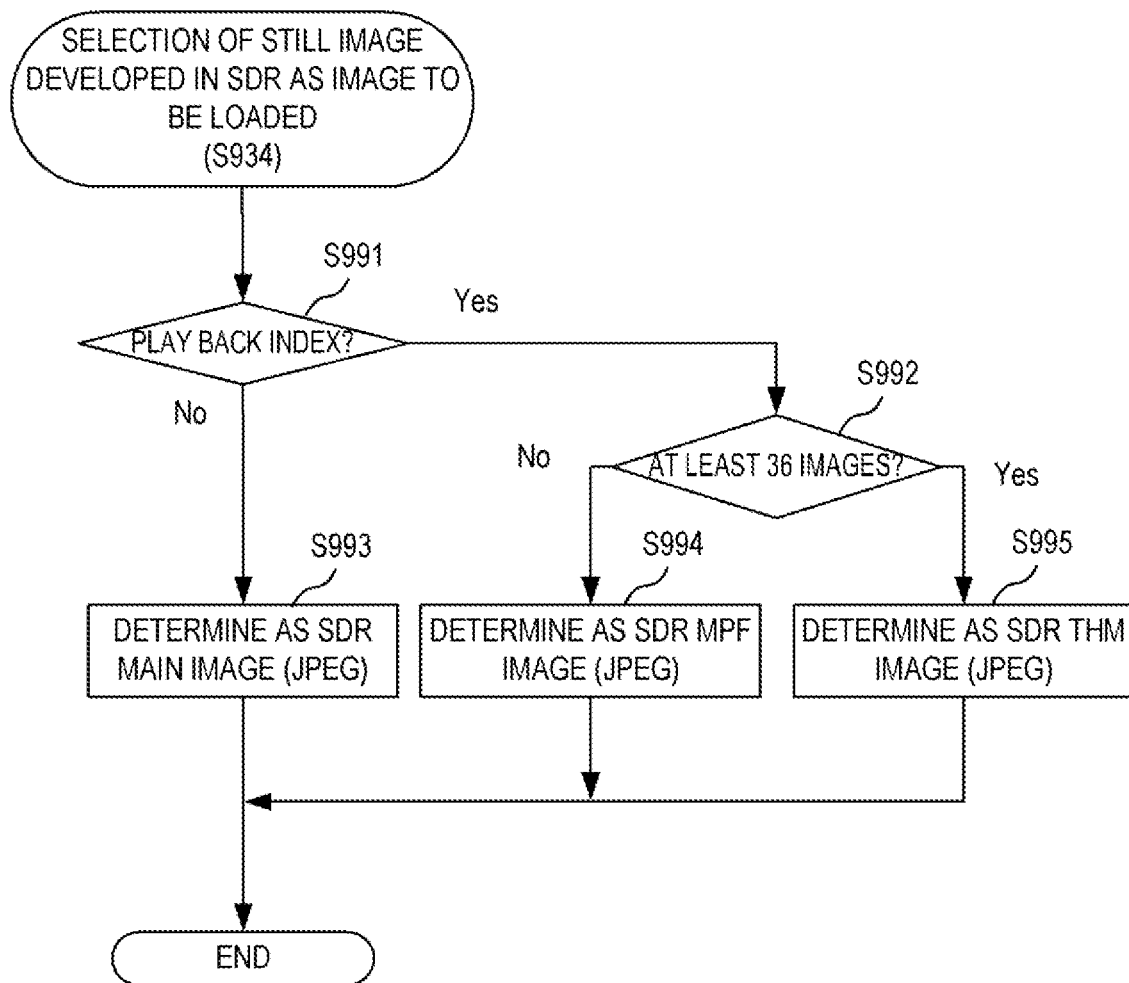 SELECTION OF STILL IMAGE
DEVELOPED IN SDR AS IMAGE TO
BE LOADED
(S934)
S991
PLAY BACK INDEX?
Yes
No
S992
AT LEAST 36 IMAGES?
No
Yes
S993
DETERMINE AS SDR
MAIN IMAGE (JPEG)
S994
DETERMINE AS SDR MPF
IMAGE (JPEG)
S995
DETERMINE AS SDR THM
IMAGE (JPEG)
END